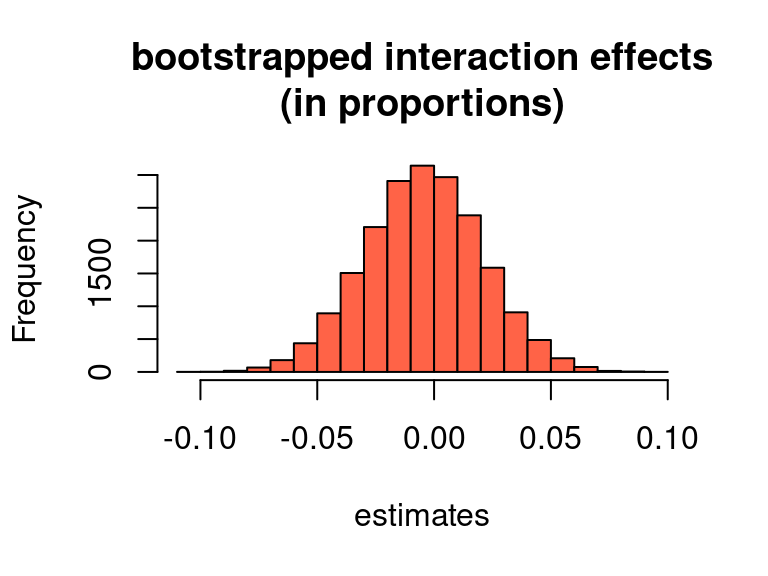 bootstrapped interaction effects
(in proportions)
Frequency
1500
0
-0.10 -0.05 0.00 0.05 0.10
estimates